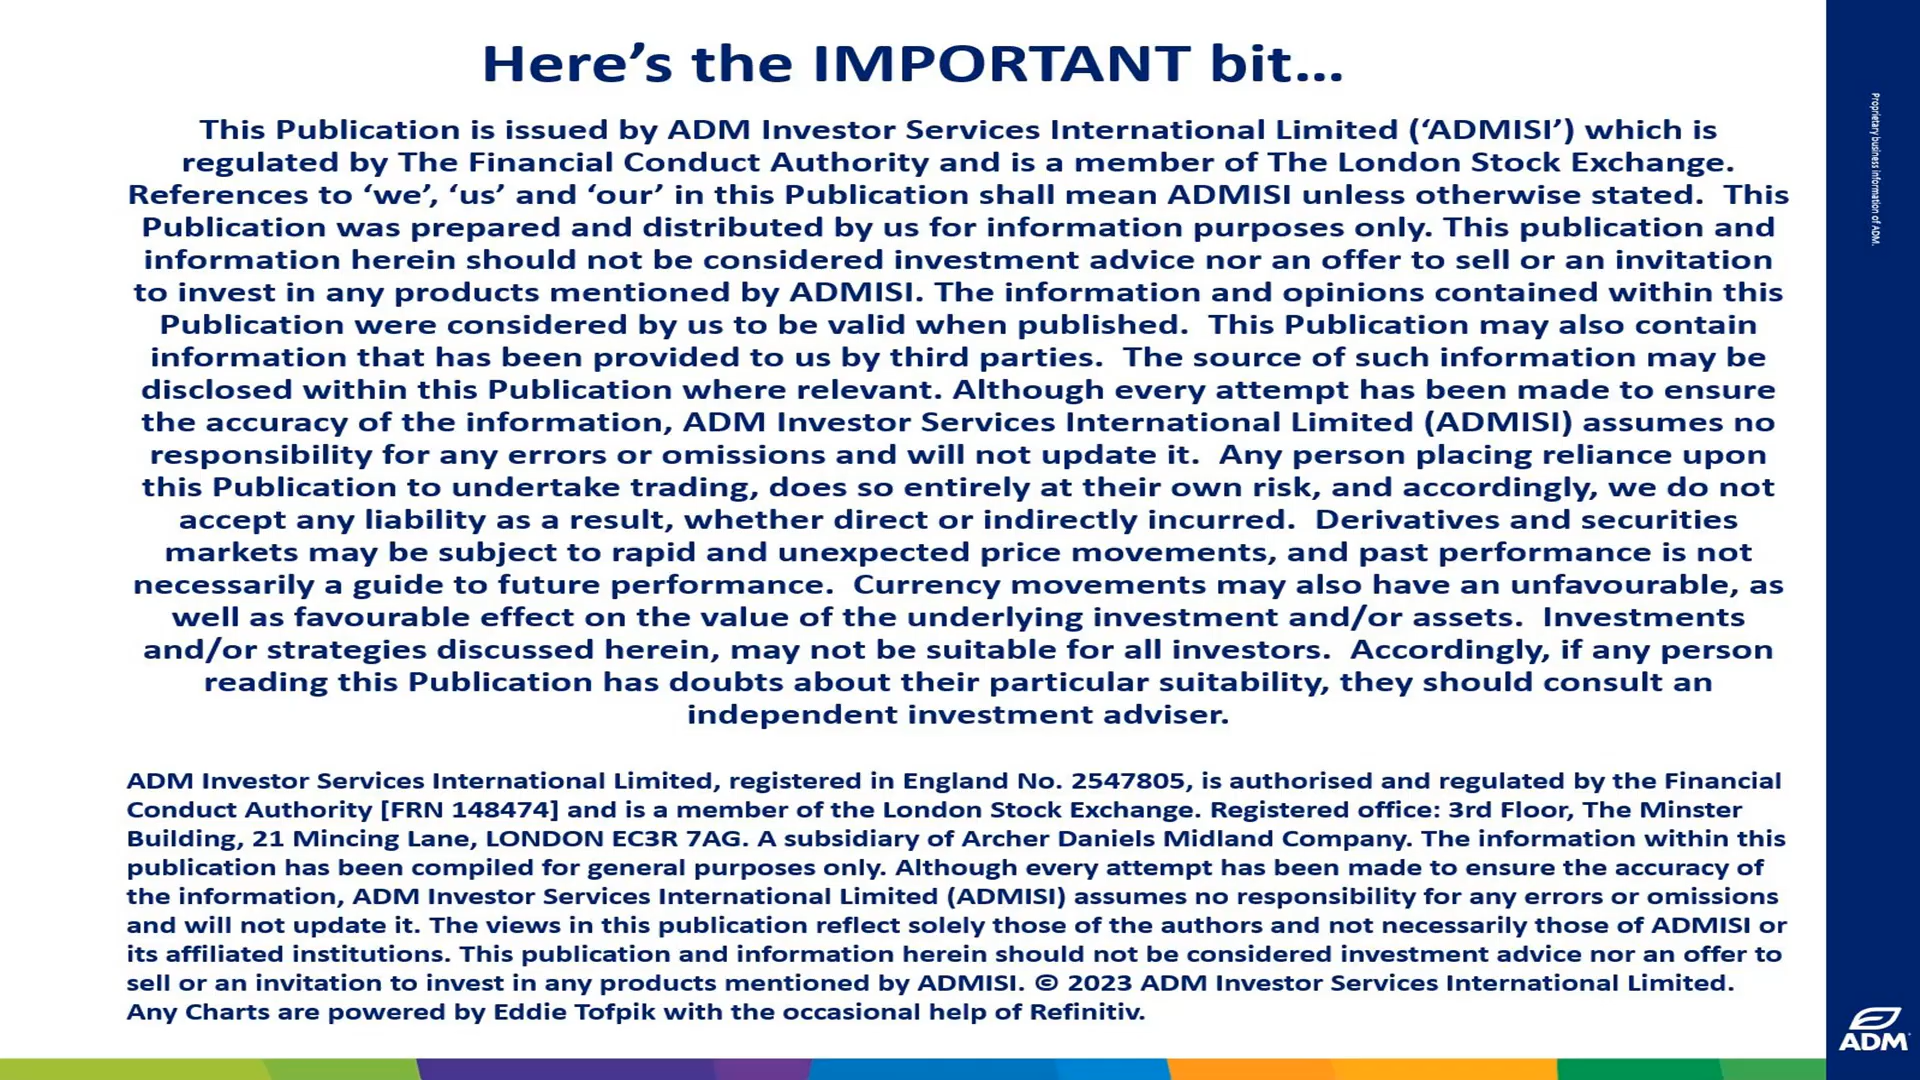 Here’s the IMPORTANT bit…
This Publication is issued by ADM Investor Services International Limited (‘ADMISI’) which is
regulated by The Financial Conduct Authority and is a member of The London Stock Exchange.
References to ‘we’, ‘us’ and ‘our’ in this Publication shall mean ADMISI unless otherwise stated.  This
Publication was prepared and distributed by us for information purposes only. This publication and
information herein should not be considered investment advice nor an offer to sell or an invitation
to invest in any products mentioned by ADMISI. The information and opinions contained within this
Publication were considered by us to be valid when published.  This Publication may also contain
information that has been provided to us by third parties.  The source of such information may be
disclosed within this Publication where relevant. Although every attempt has been made to ensure
the accuracy of the information, ADM Investor Services International Limited (ADMISI) assumes no
responsibility for any errors or omissions and will not update it.  Any person placing reliance upon
this Publication to undertake trading, does so entirely at their own risk, and accordingly, we do not
accept any liability as a result, whether direct or indirectly incurred.  Derivatives and securities
markets may be subject to rapid and unexpected price movements, and past performance is not
necessarily a guide to future performance.  Currency movements may also have an unfavourable, as
well as favourable effect on the value of the underlying investment and/or assets.  Investments
and/or strategies discussed herein, may not be suitable for all investors.  Accordingly, if any person
reading this Publication has doubts about their particular suitability, they should consult an
independent investment adviser.
ADM Investor Services International Limited, registered in England No. 2547805, is authorised and regulated by the Financial
Conduct Authority [FRN 148474] and is a member of the London Stock Exchange. Registered office: 3rd Floor, The Minster
Building, 21 Mincing Lane, LONDON EC3R 7AG. A subsidiary of Archer Daniels Midland Company. The information within this
publication has been compiled for general purposes only. Although every attempt has been made to ensure the accuracy of
the information, ADM Investor Services International Limited (ADMISI) assumes no responsibility for any errors or omissions
and will not update it. The views in this publication reflect solely those of the authors and not necessarily those of ADMISI or
its affiliated institutions. This publication and information herein should not be considered investment advice nor an offer to
sell or an invitation to invest in any products mentioned by ADMISI. © 2023 ADM Investor Services International Limited.
Any Charts are powered by Eddie Tofpik with the occasional help of Refinitiv.
Proprietary business information of ADM.
ADM